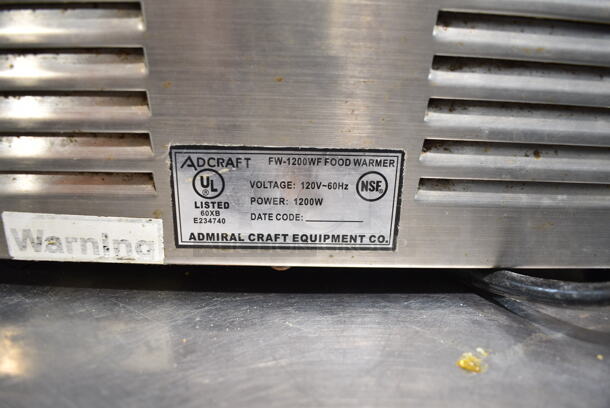 ADCRAFT FW-1200WF FOOD WARMER
UL
LISTED
60XB
E234740
VOLTAGE: 120V~60Hz
POWER: 1200W
DATE CODE:
NSF
ADMIRAL CRAFT EQUIPMENT CO.
Warning